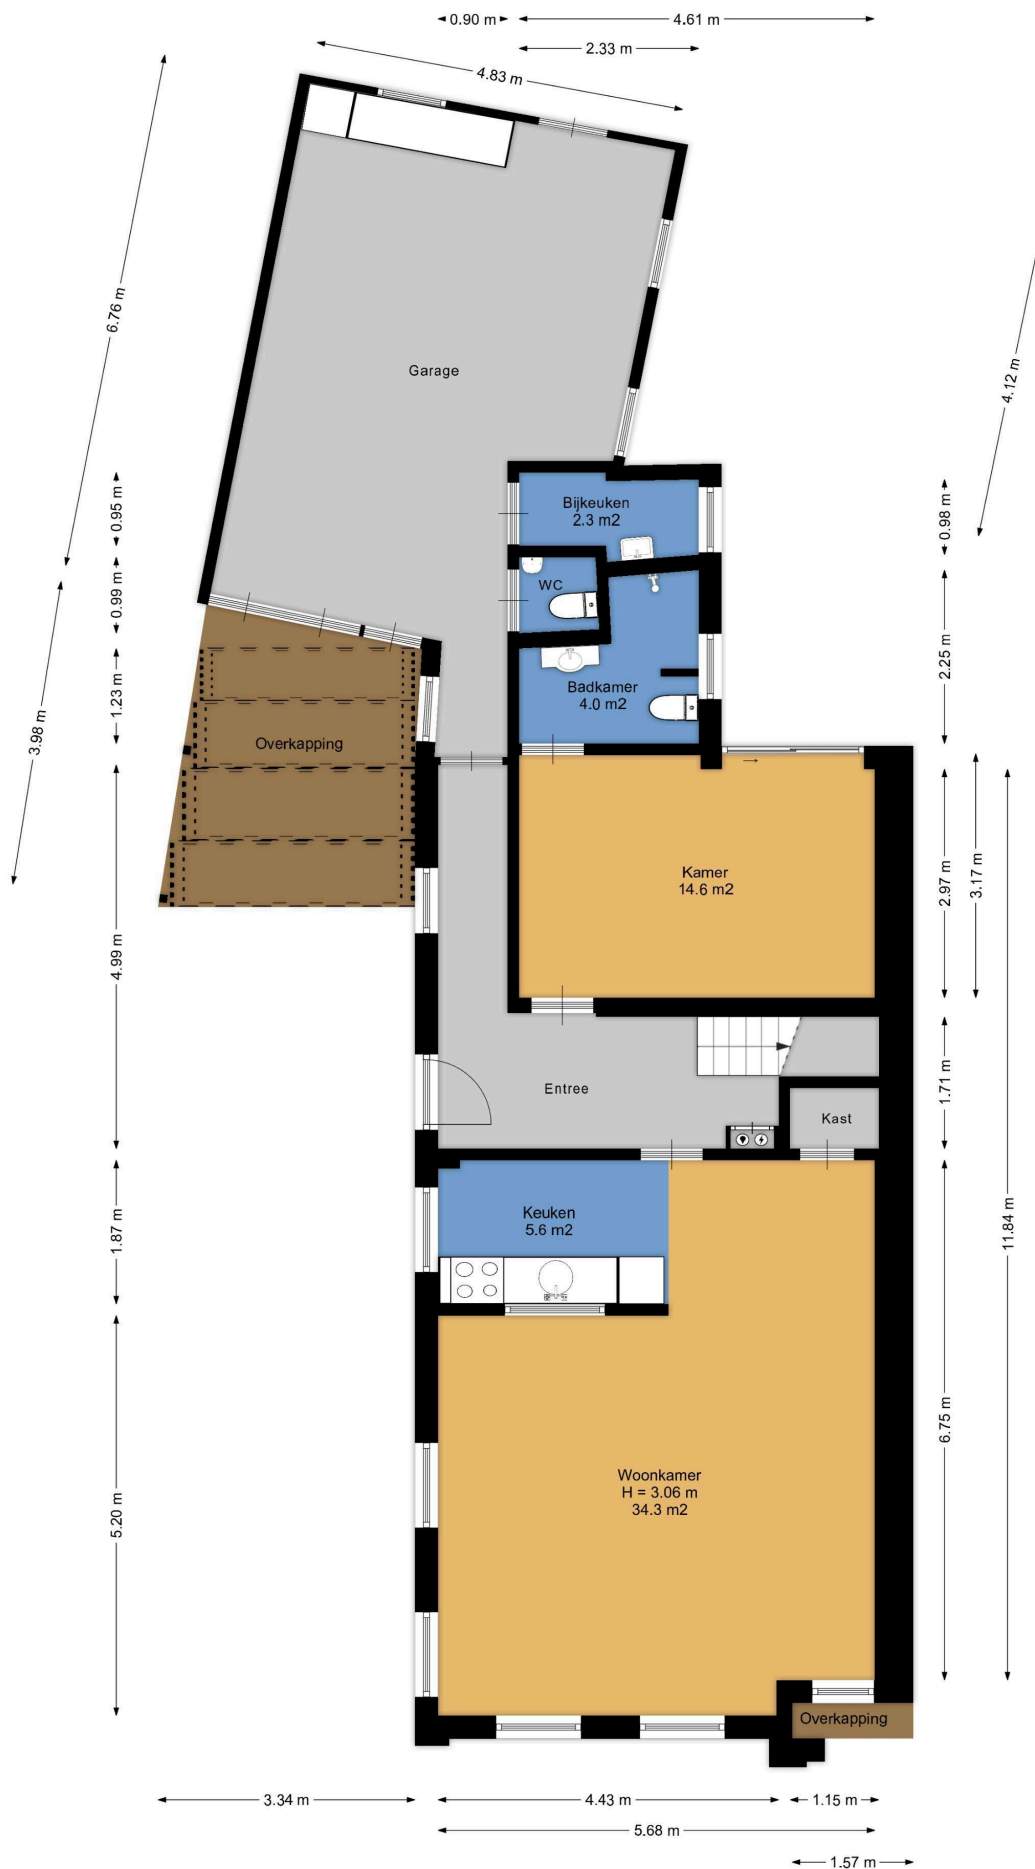 0.90 m
4.61 m
2.33 m
4.83 m
6.76 m
4.12 m
Garage
0.95 m
Bijkeuken
2.3 m2
0.98 m
0.99 m
WC
2.25 m
1.23 m
Badkamer
4.0 m2
3.98 m
Overkapping
Kamer
14.6 m2
2.97 m
3.17 m
4.99 m
Entree
1.71 m
Kast
1.87 m
Keuken
5.6 m2
11.84 m
6.75 m
5.20 m
Woonkamer
H = 3.06 m
34.3 m2
Overkapping
3.34 m
4.43 m
1.15 m
5.68 m
1.57 m